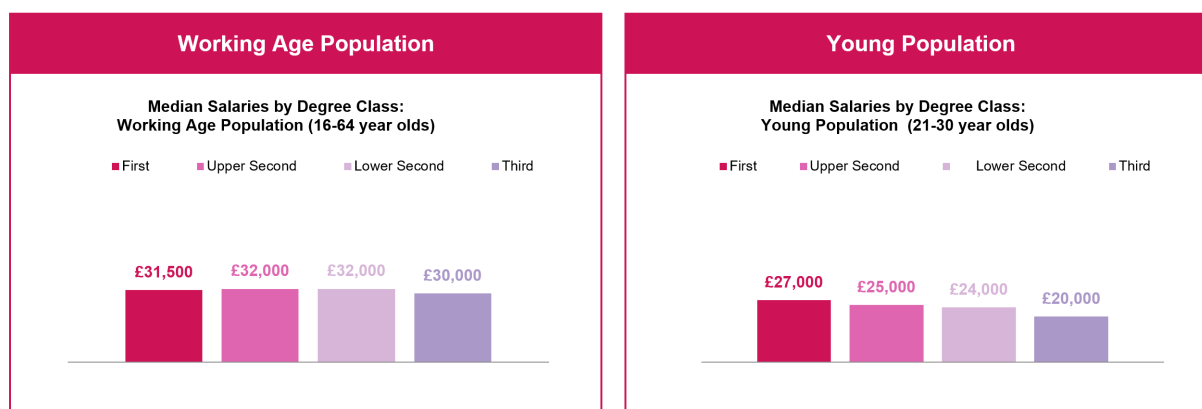 Working Age Population
Median Salaries by Degree Class:
Working Age Population (16-64 year olds)
First Upper Second Lower Second Third
£31,500 £32,000 £32,000 £30,000
Young Population
Median Salaries by Degree Class:
Young Population (21-30 year olds)
First Upper Second Lower Second Third
£27,000 £25,000 £24,000 £20,000